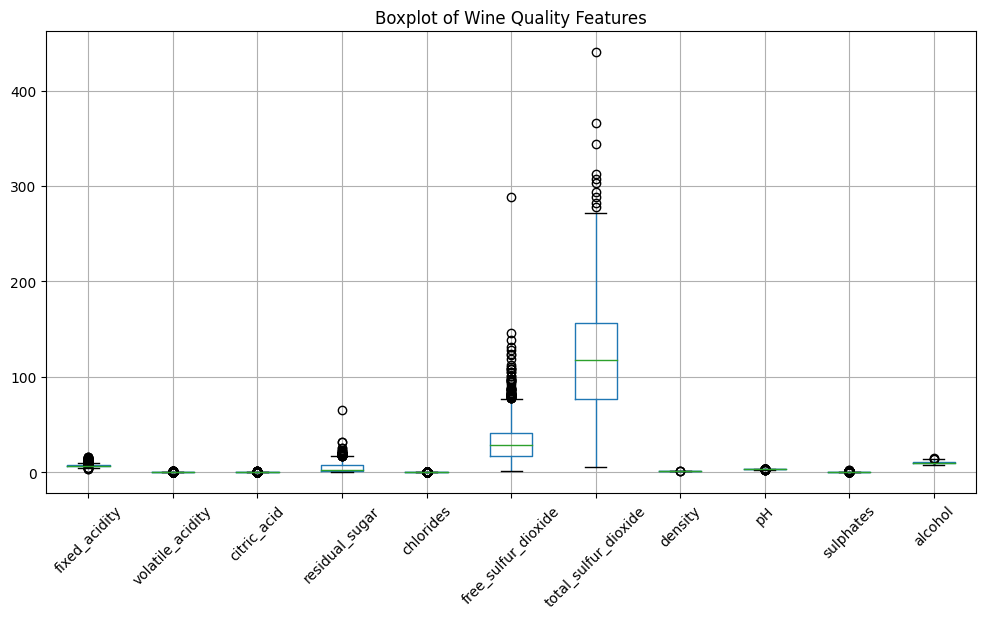 Boxplot of Wine Quality Features
400
300
200
100
0
fixed_acidity
volatile_acidity
citric_acid
residual_sugar
chlorides
free_sulfur_dioxide
total_sulfur_dioxide
density
pH
sulphates
alcohol